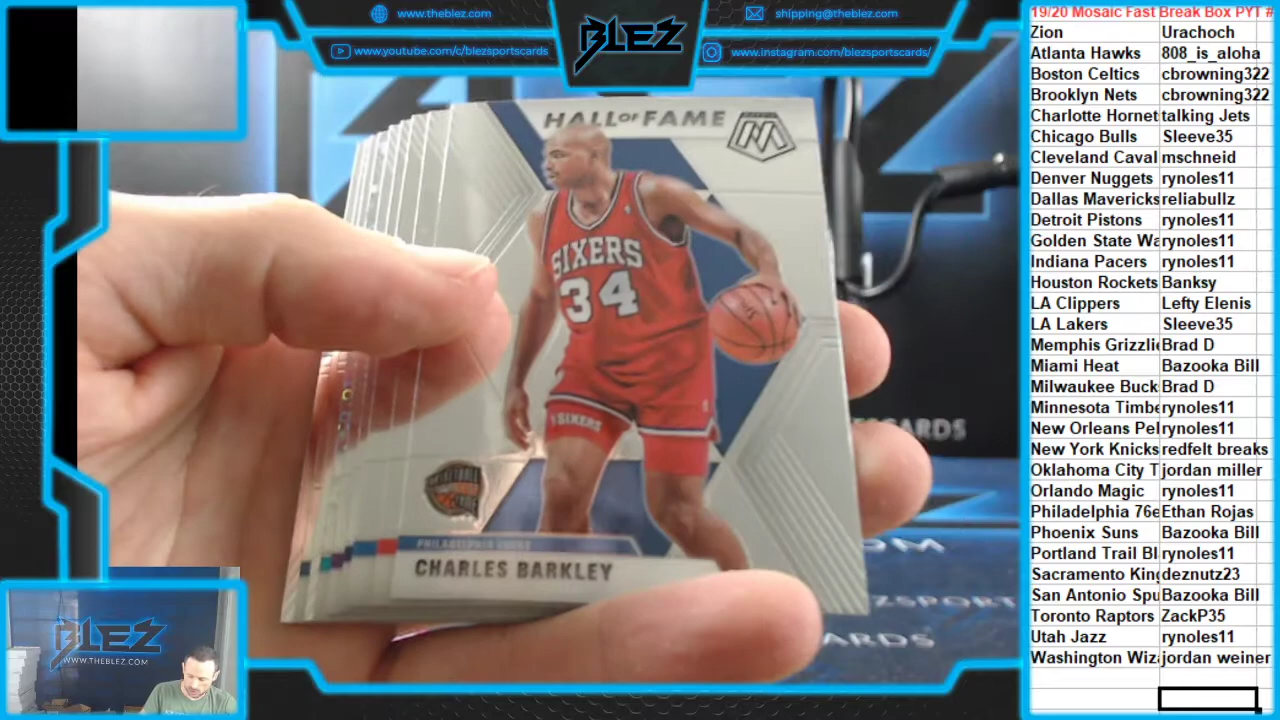 www.theblez.com
shipping@theblez.com
www.youtube.com/c/blezsportscards
www.instagram.com/blezsportscards/
BLEZ
HALL OF FAME
SIXERS
34
SIXERS
CHARLES BARKLEY
CARDS
BLEZ
WWW.THEBLEZ.COM
19/20 Mosaic Fast Break Box PYT #
Zion Urachoch
Atlanta Hawks 808_is_aloha
Boston Celtics cbrowning322
Brooklyn Nets cbrowning322
Charlotte Hornet talking Jets
Chicago Bulls Sleeve35
Cleveland Caval mschneid
Denver Nuggets rynoles11
Dallas Mavericks reliabullz
Detroit Pistons rynoles11
Golden State Wa rynoles11
Indiana Pacers rynoles11
Houston Rockets Banksy
LA Clippers Lefty Elenis
LA Lakers Sleeve35
Memphis Grizzlie Brad D
Miami Heat Bazooka Bill
Milwaukee Buck Brad D
Minnesota Timbe rynoles11
New Orleans Pel rynoles11
New York Knicks redfelt breaks
Oklahoma City T jordan miller
Orlando Magic rynoles11
Philadelphia 76e Ethan Rojas
Phoenix Suns Bazooka Bill
Portland Trail Bl rynoles11
Sacramento King deznutz23
San Antonio Spu Bazooka Bill
Toronto Raptors ZackP35
Utah Jazz rynoles11
Washington Wiza jordan weiner